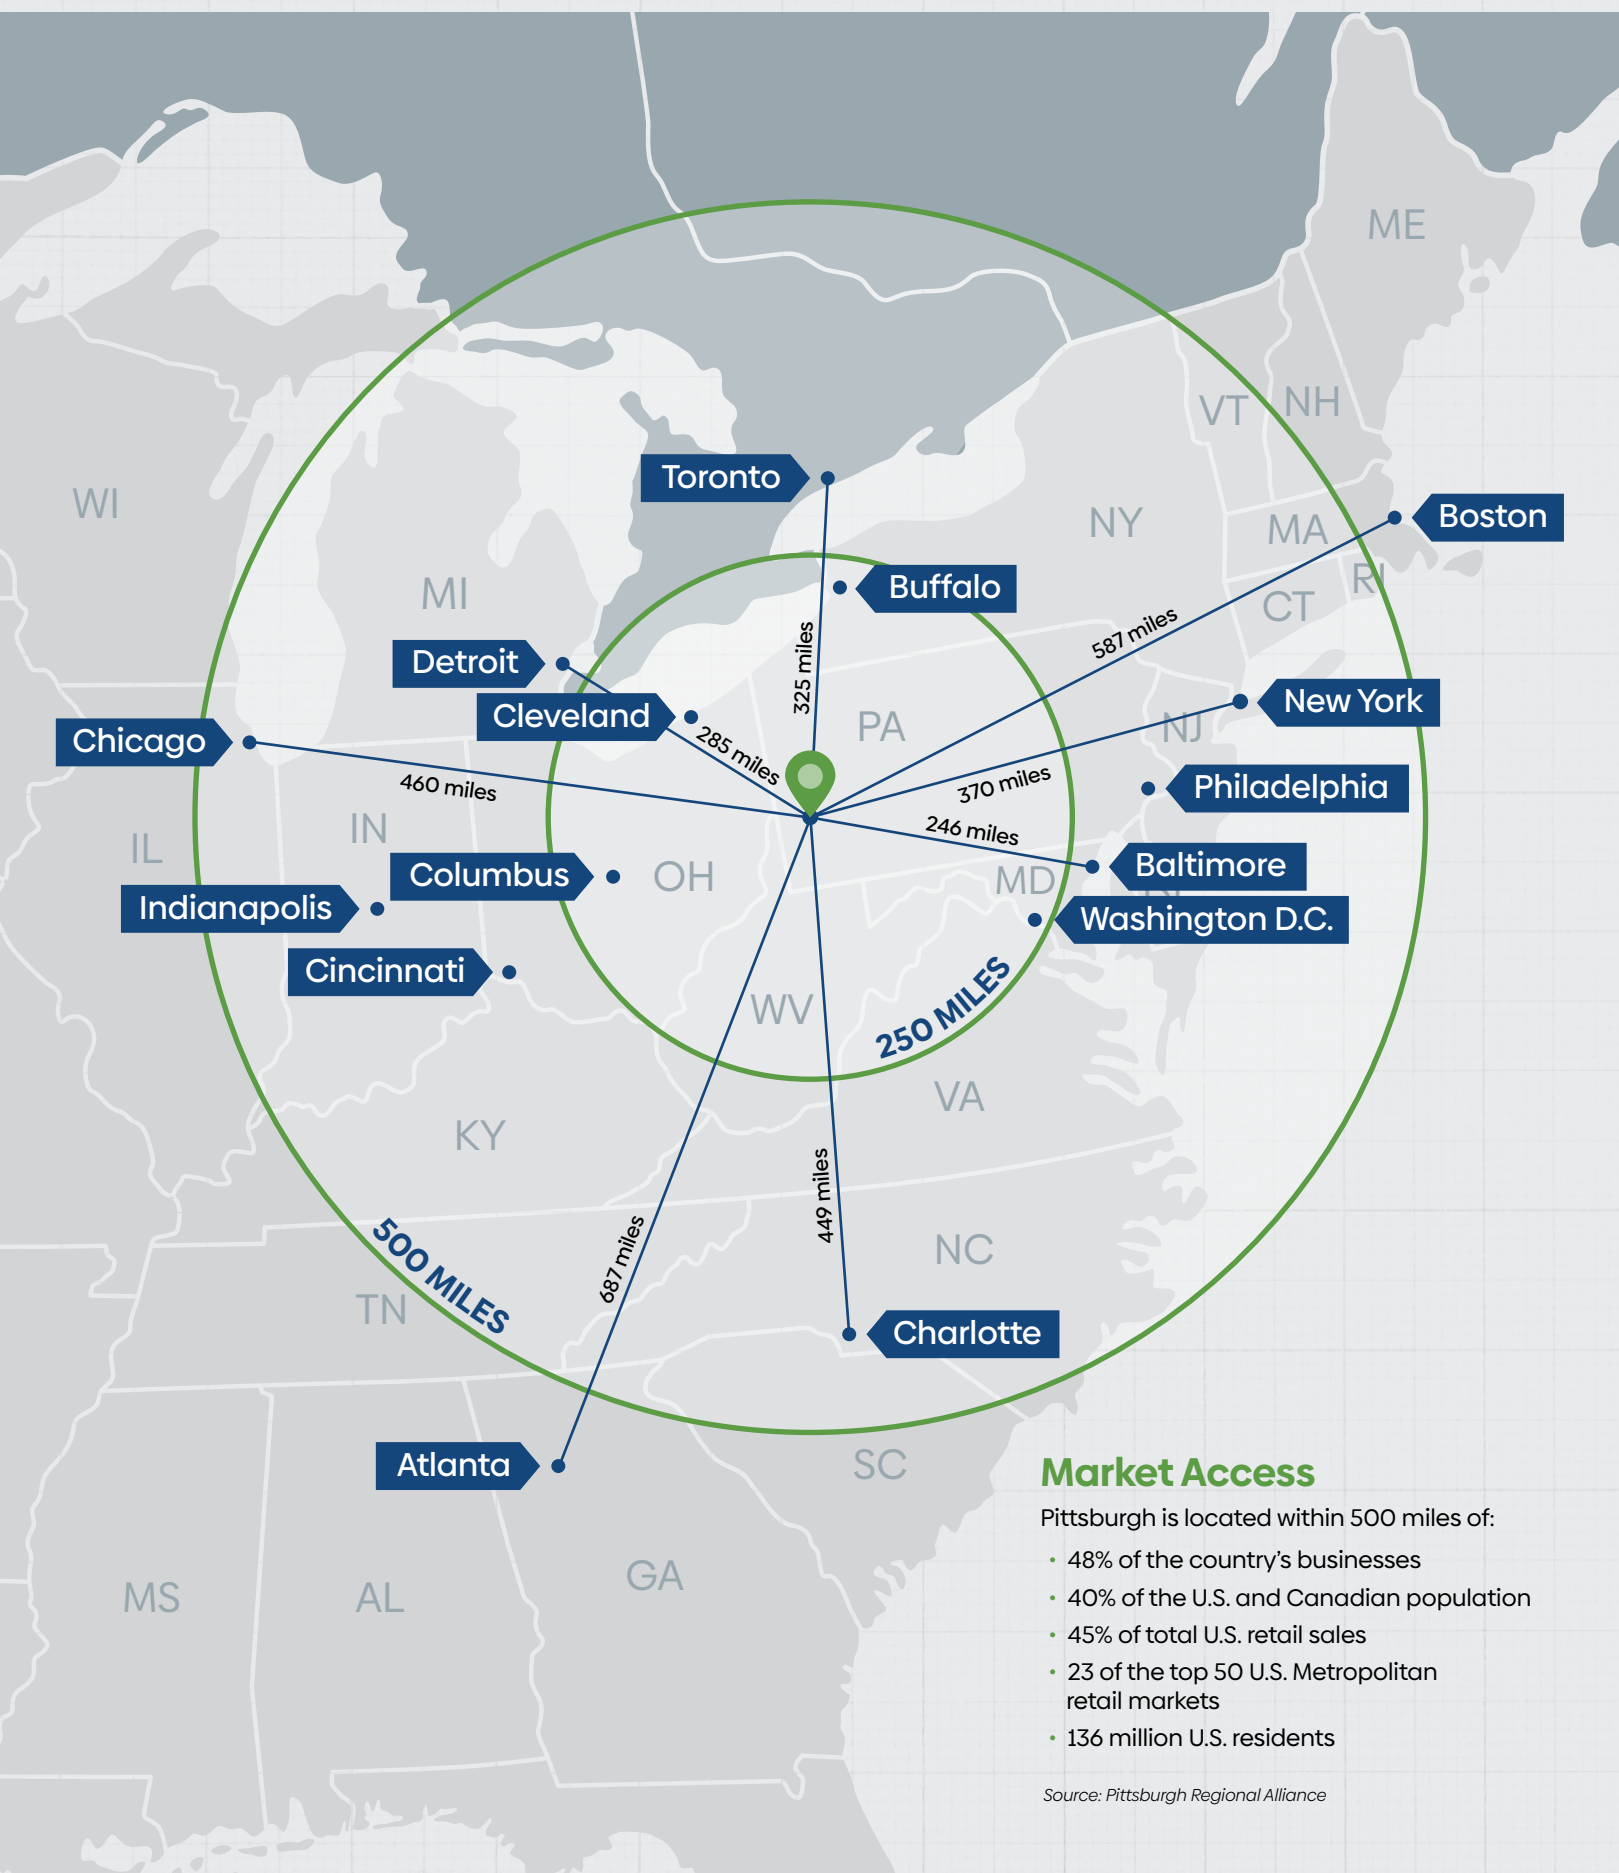 ME
VT
NH
WI
Toronto
Boston
NY
MA
MI
Buffalo
RI
CT
587 miles
325 miles
Detroit
New York
Cleveland
PA
NJ
285 miles
Chicago
460 miles
370 miles
Philadelphia
246 miles
IN
IL
Columbus
OH
MD
Baltimore
Indianapolis
Washington D.C.
Cincinnati
WV
250 MILES
VA
KY
449 miles
687 miles
NC
500 MILES
TN
Charlotte
Atlanta
SC
GA
MS
AL
Market Access
Pittsburgh is located within 500 miles of:
• 48% of the country’s businesses
• 40% of the U.S. and Canadian population
• 45% of total U.S. retail sales
• 23 of the top 50 U.S. Metropolitan
retail markets
• 136 million U.S. residents
Source: Pittsburgh Regional Alliance